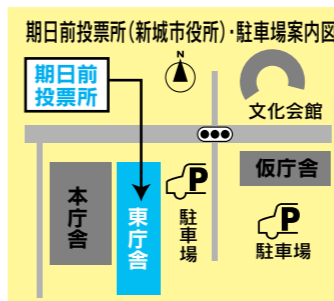 期日前投票所(新城市役所)・駐車場案内図
期日前
投票所
N
文化会館
本庁舎
東庁舎
P
駐車場
仮庁舎
P
駐車場